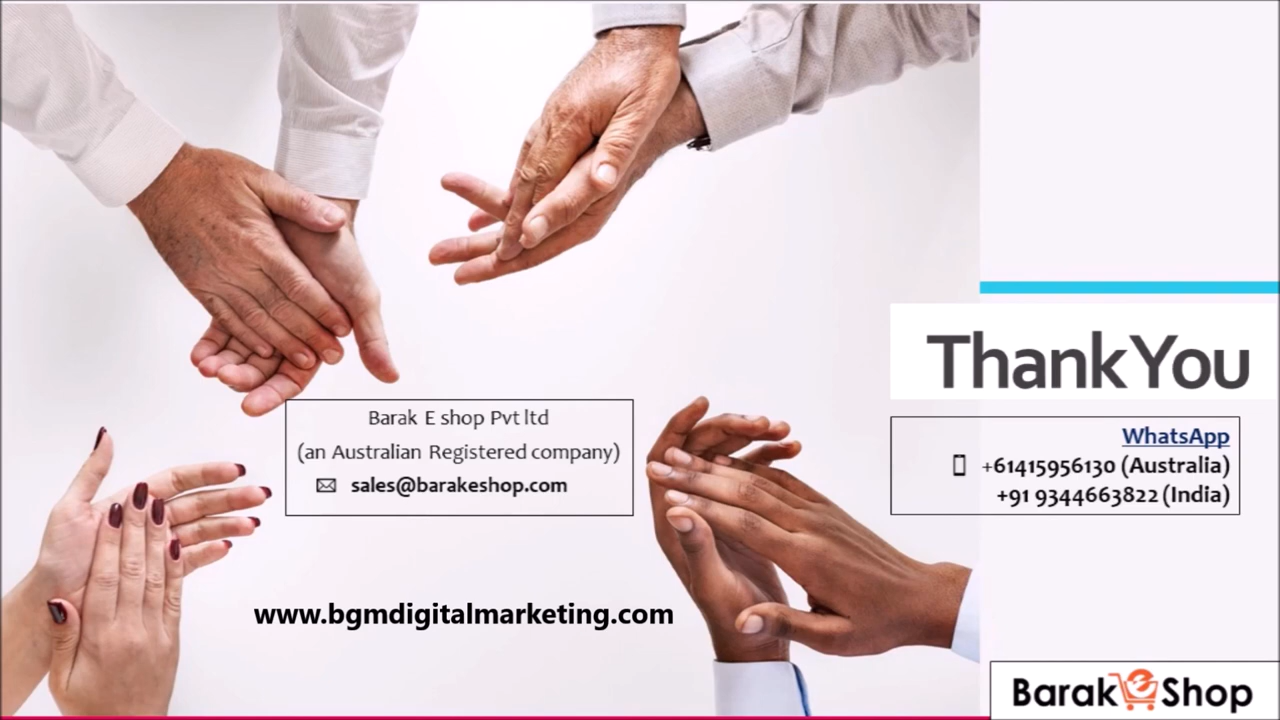 Thank You
Barak E shop Pvt ltd
(an Australian Registered company)
sales@barakeshop.com
WhatsApp
+61415956130 (Australia)
+91 9344663822 (India)
www.bgmdigitalmarketing.com
Barak e Shop